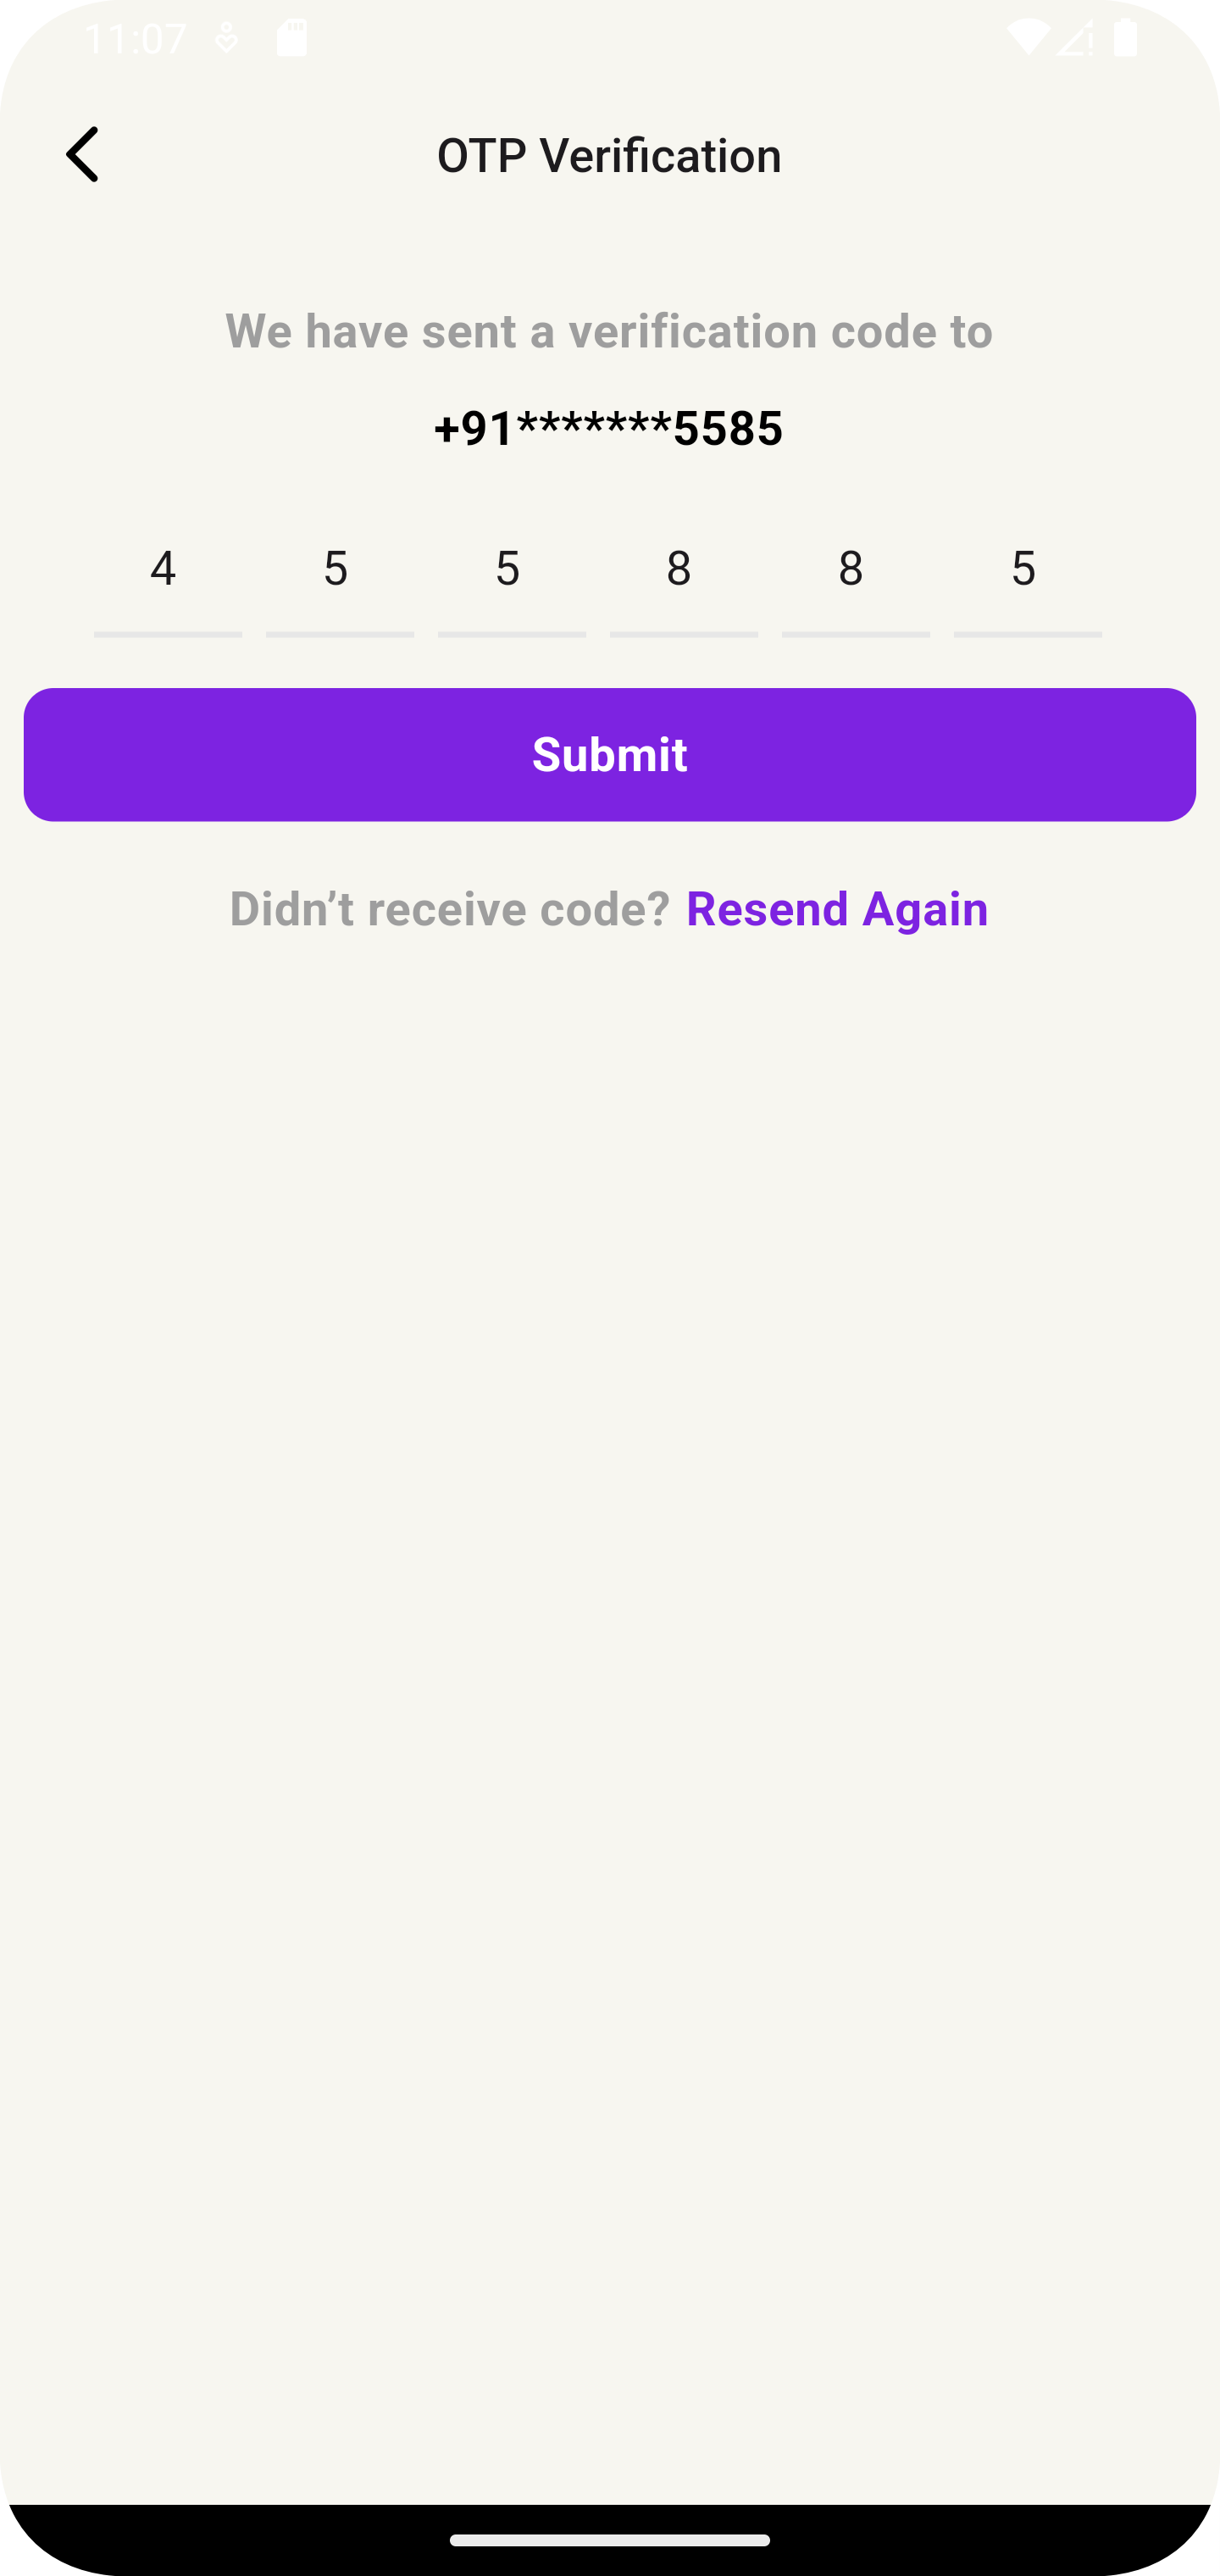 11:07
OTP Verification
We have sent a verification code to
+91*******5585
4 5 5 8 8 5
Submit
Didn’t receive code? Resend Again